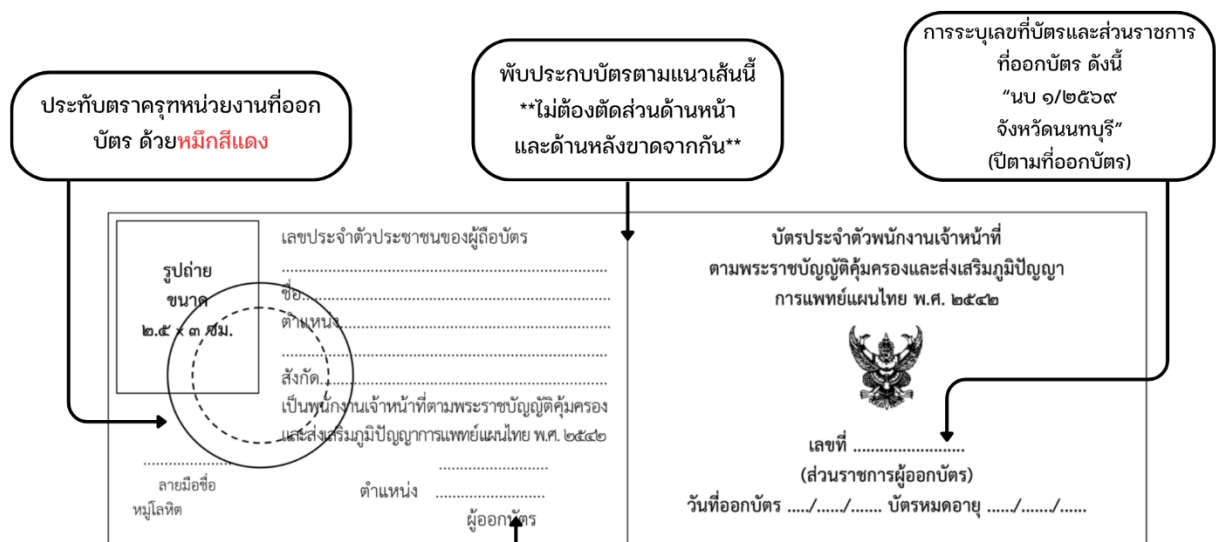 ประทับตราครุฑหน่วยงานที่ออก
บัตร ด้วยหมึกสีแดง
พับประกบบัตรตามแนวเส้นนี้
**ไม่ต้องตัดส่วนด้านหน้า
และด้านหลังขาดจากกัน**
การระบุเลขที่บัตรและส่วนราชการ
ที่ออกบัตร ดังนี้
“นบ ๑/๒๕๖๙
จังหวัดนนทบุรี”
(ปีตามที่ออกบัตร)
รูปถ่าย
ขนาด
๒.๕ x ๓ ซม.
เลขประจำตัวประชาชนของผู้ถือบัตร
................................................................................
ชื่อ..........................................................................
ตำแหน่ง..................................................................
................................................................................
สังกัด......................................................................
เป็นพนักงานเจ้าหน้าที่ตามพระราชบัญญัติคุ้มครอง
และส่งเสริมภูมิปัญญาการแพทย์แผนไทย พ.ศ. ๒๕๔๒
......................
ลายมือชื่อ
หมู่โลหิต
...........................
ตำแหน่ง ...........................
ผู้ออกบัตร
บัตรประจำตัวพนักงานเจ้าหน้าที่
ตามพระราชบัญญัติคุ้มครองและส่งเสริมภูมิปัญญา
การแพทย์แผนไทย พ.ศ. ๒๕๔๒
เลขที่ .........................
(ส่วนราชการผู้ออกบัตร)
วันที่ออกบัตร ...../....../....... บัตรหมดอายุ ....../......./......